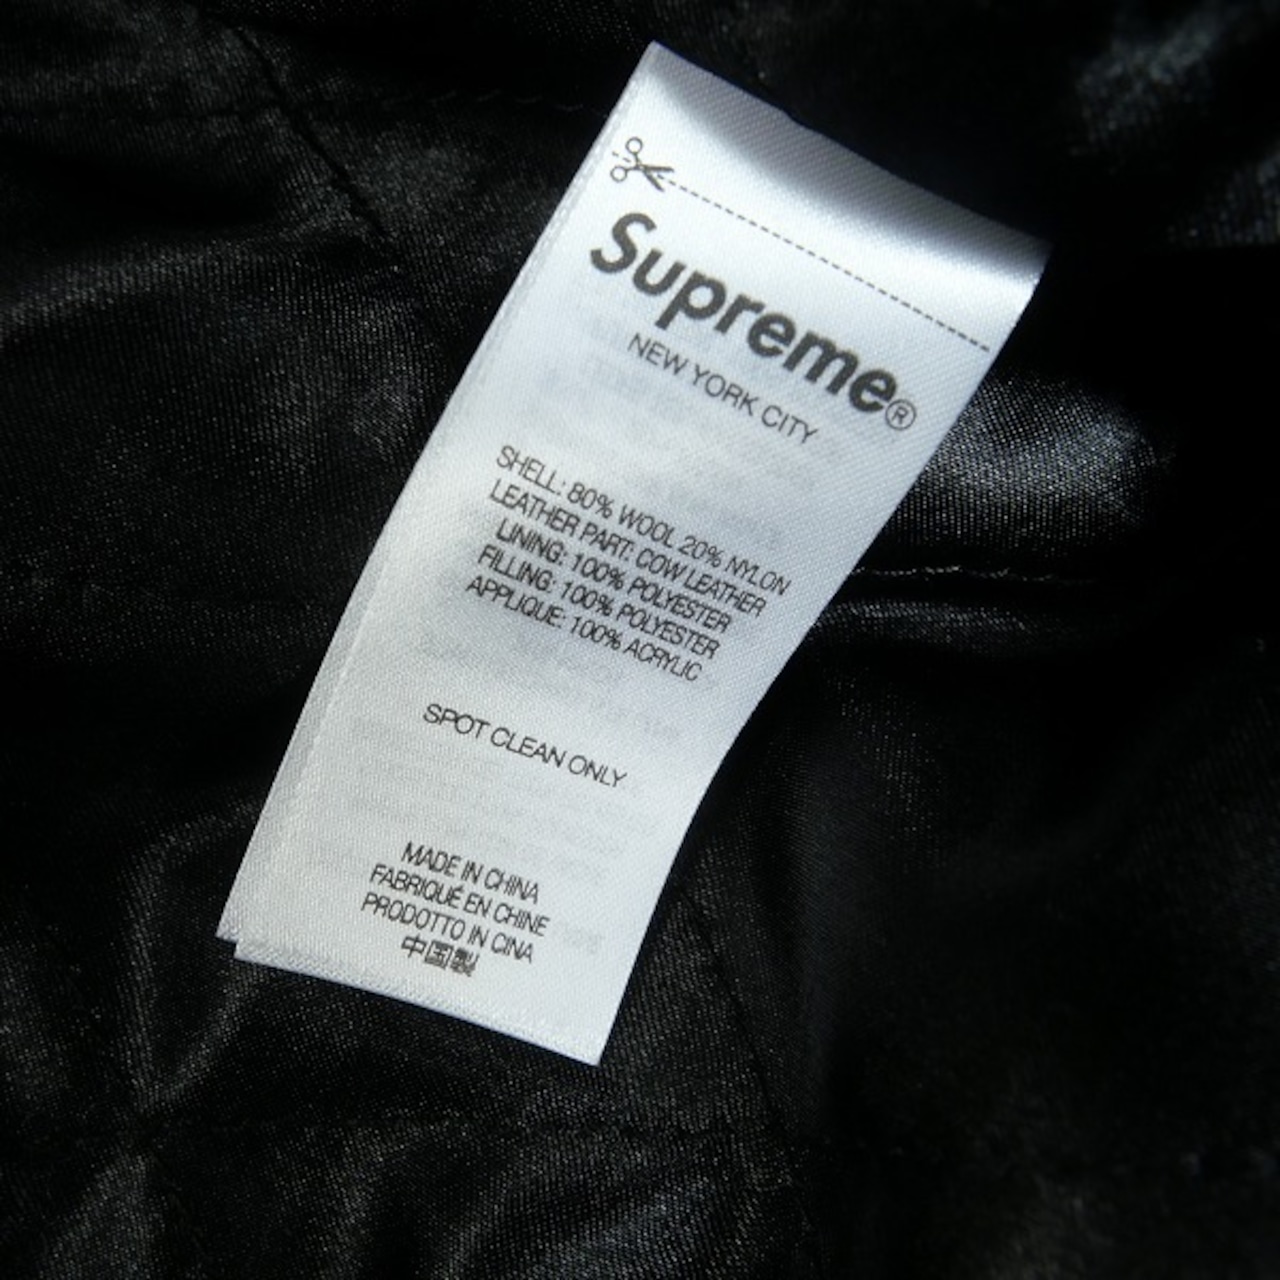 Supreme®
NEW YORK CITY
SHELL: 80% WOOL 20% NYLON
LEATHER PART: COW LEATHER
LINING: 100% POLYESTER
FILLING: 100% POLYESTER
APPLIQUE: 100% ACRYLIC
SPOT CLEAN ONLY
MADE IN CHINA
FABRIQUÉ EN CHINE
PRODOTTO IN CINA
中国製